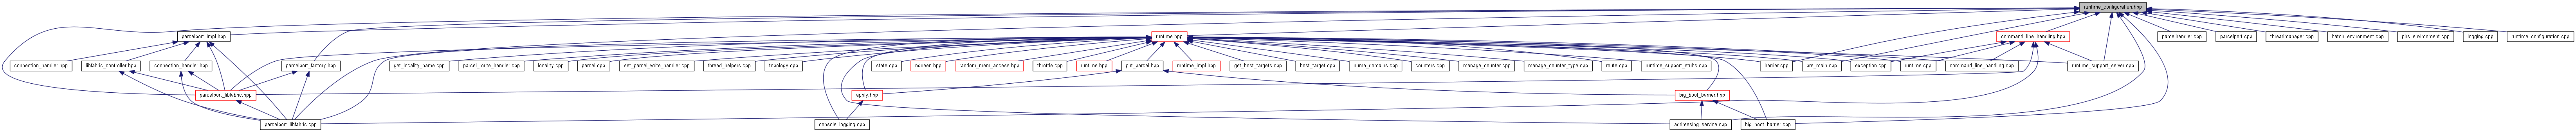 runtime_configuration.hpp
parcelport_impl.hpp
runtime.hpp
command_line_handling.hpp
parcelhandler.cpp
parcelport.cpp
threadmanager.cpp
batch_environment.cpp
pbs_environment.cpp
logging.cpp
runtime_configuration.cpp
connection_handler.hpp
libfabric_controller.hpp
connection_handler.hpp
parcelport_factory.hpp
get_locality_name.cpp
parcel_route_handler.cpp
locality.cpp
parcel.cpp
set_parcel_write_handler.cpp
thread_helpers.cpp
topology.cpp
state.cpp
nqueen.hpp
random_mem_access.hpp
throttle.cpp
runtime.hpp
put_parcel.hpp
runtime_impl.hpp
get_host_targets.cpp
host_target.cpp
numa_domains.cpp
counters.cpp
manage_counter.cpp
manage_counter_type.cpp
route.cpp
runtime_support_stubs.cpp
barrier.cpp
pre_main.cpp
exception.cpp
runtime.cpp
command_line_handling.cpp
runtime_support_server.cpp
parcelport_libfabric.hpp
apply.hpp
big_boot_barrier.hpp
parcelport_libfabric.cpp
console_logging.cpp
addressing_service.cpp
big_boot_barrier.cpp